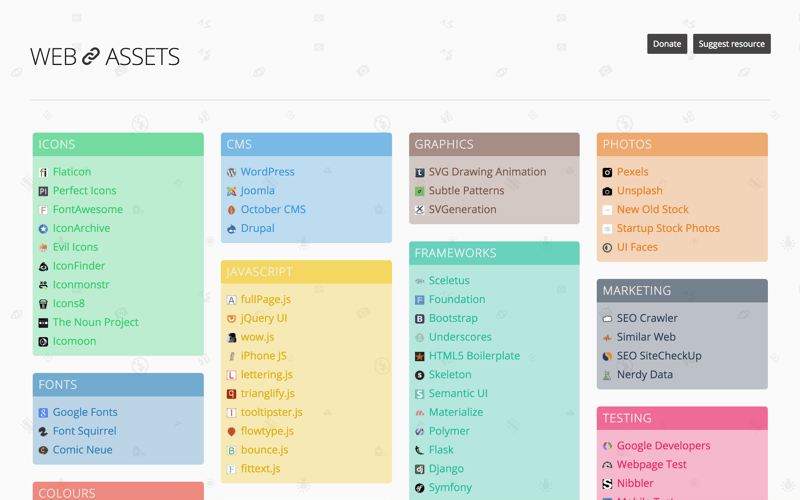 WEB ASSETS
Donate
Suggest resource
ICONS
Flaticon
Perfect Icons
FontAwesome
IconArchive
Evil Icons
IconFinder
Iconmonstr
Icons8
The Noun Project
Icomoon
FONTS
Google Fonts
Font Squirrel
Comic Neue
COLOURS
CMS
WordPress
Joomla
October CMS
Drupal
JAVASCRIPT
fullPage.js
jQuery UI
wow.js
iPhone JS
lettering.js
trianglify.js
tooltipster.js
flowtype.js
bounce.js
fittext.js
GRAPHICS
SVG Drawing Animation
Subtle Patterns
SVGeneration
FRAMEWORKS
Sceletus
Foundation
Bootstrap
Underscores
HTML5 Boilerplate
Skeleton
Semantic UI
Materialize
Polymer
Flask
Django
Symfony
PHOTOS
Pexels
Unsplash
New Old Stock
Startup Stock Photos
UI Faces
MARKETING
SEO Crawler
Similar Web
SEO SiteCheckUp
Nerdy Data
TESTING
Google Developers
Webpage Test
Nibbler